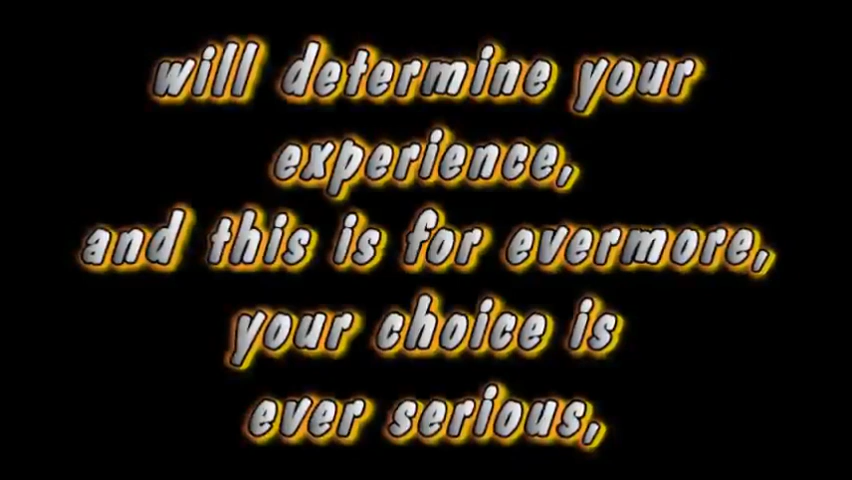 will determine your
experience,
and this is for evermore,
your choice is
ever serious,